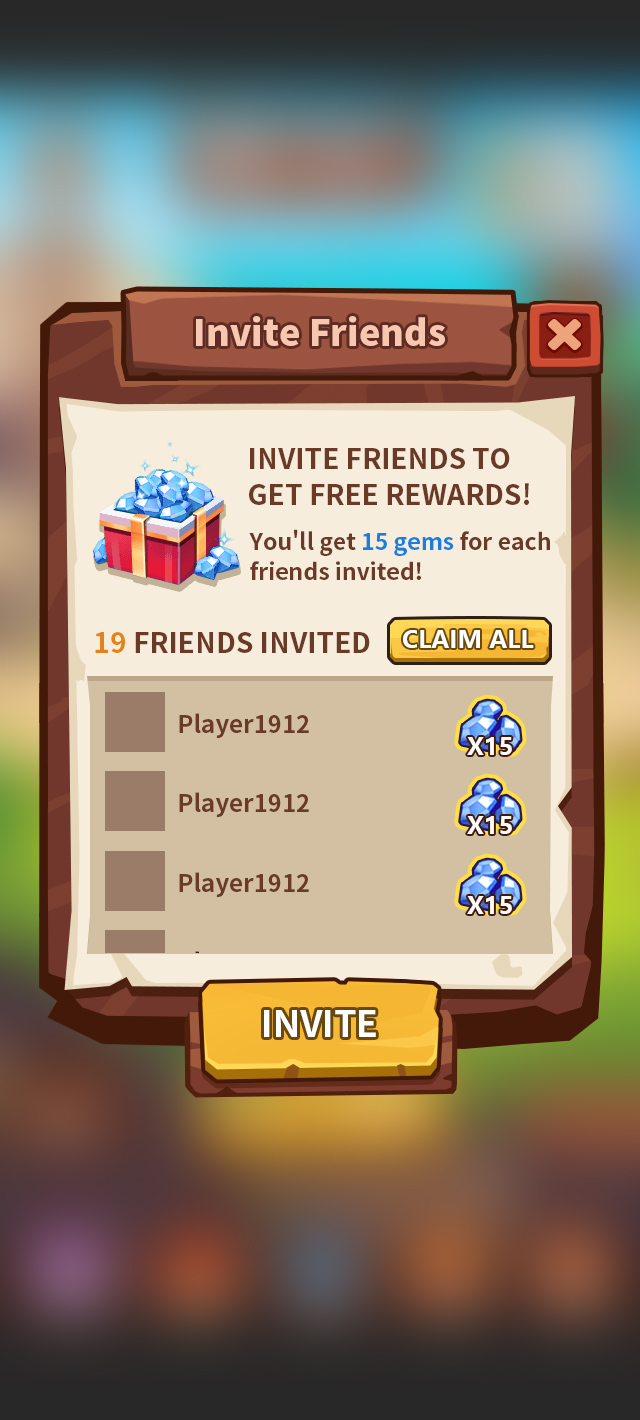 Invite Friends
INVITE FRIENDS TO
GET FREE REWARDS!
You'll get 15 gems for each
friends invited!
19 FRIENDS INVITED
CLAIM ALL
Player1912
X15
Player1912
X15
Player1912
X15
INVITE